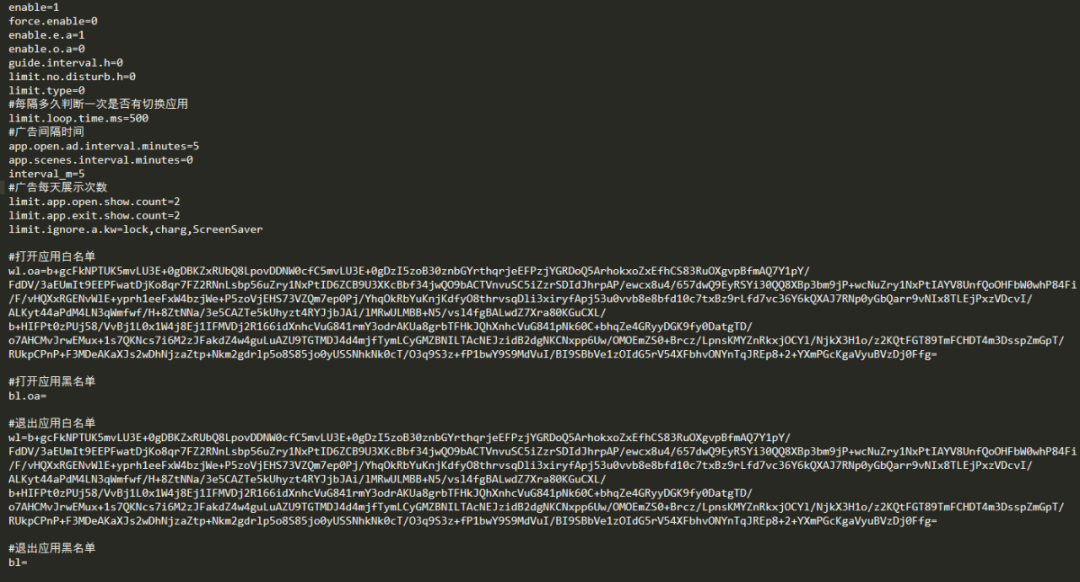 enable=1
force.enable=0
enable.e.a=1
enable.o.a=0
guide.interval.h=0
limit.no.disturb.h=0
limit.type=0
#每隔多久判断一次是否有切换应用
limit.loop.time.ms=500
#广告间隔时间
app.open.ad.interval.minutes=5
app.scenes.interval.minutes=0
interval_m=5
#广告每天展示次数
limit.app.open.show.count=2
limit.app.exit.show.count=2
limit.ignore.a.kw=lock,charg,ScreenSaver
#打开应用白名单
wl.oa=b+gcFkNPTUK5mvLU3E+0gDBKZxRUbQ8LpovDDNW0cfC5mvLU3E+0gDzI5zoB30znbGYrthqrjeEFPzjYGRDoQ5ArhokxoZxEfhCS83RuOXgvpBfmAQ7Y1pY/
FdDV/3aEUmIt9EEPFwatDjKo8qr7FZ2RNnLsbp56uZry1NxPtID6ZCB9U3XKcBbf34jwQO9bACTVnvuSC5iZzrSDIdJhrpAP/ewcx8u4/657dwQ9EyRSYi30QQ8XBp3bm9jP+wcNuZry1NxPtIAYV8UnfQoOHFbW0whP84Fi
/F/vHQXxRGENvWlE+yprh1eeFxW4bzjWe+P5zoVjEHS73VZQm7ep0Pj/YhqOkRbYuKnjKdfyO8thrvsqDli3xiryfApj53u0vvb8e8bfd10c7txBz9rLfd7vc36Y6kQXAJ7RNp0yGbQarr9vNIx8TLEjPxzVDcvI/
ALKyt44aPdM4LN3qWmfwf/H+8ZtNNa/3e5CAZTe5kUhyzt4RYJjbJAi/lMRwULMBB+N5/vsl4fgBALwdZ7Xra80KGuCXL/
b+HIFPt0zPUj58/VvBj1L0x1W4j8Ej1IFMVDj2R166idXnhcVuG841rmY3odrAKUa8grbTFHkJQhXnhcVuG841pNk60C+bhqZe4GRyyDGK9fy0DatgTD/
o7AHCMvJrwEMux+1s7QKNcs7i6M2zJFakdZ4w4guLuAZU9TGTMDJ4d4mjfTymLCyGMZBNILTAcNEJzidB2dgNKCNxpp6Uw/OMOEmZS0+Brcz/LpnsKMYZnRkxjOCYl/NjkX3H1o/z2KQtFGT89TmFCHDT4m3DsspZmGpT/
RUkpCPnP+F3MDeAKaXJs2wDhNjzaZtp+Nkm2gdrlp5o8S85jo0yUSSNhkNk0cT/O3q9S3z+fP1bwY9S9MdVuI/BI9SBbVe1zOIdG5rV54XFbhvONYnTqJREp8+2+YXmPGcKgaVyuBVzDj0Ffg=
#打开应用黑名单
bl.oa=
#退出应用白名单
wl=b+gcFkNPTUK5mvLU3E+0gDBKZxRUbQ8LpovDDNW0cfC5mvLU3E+0gDzI5zoB30znbGYrthqrjeEFPzjYGRDoQ5ArhokxoZxEfhCS83RuOXgvpBfmAQ7Y1pY/
FdDV/3aEUmIt9EEPFwatDjKo8qr7FZ2RNnLsbp56uZry1NxPtID6ZCB9U3XKcBbf34jwQO9bACTVnvuSC5iZzrSDIdJhrpAP/ewcx8u4/657dwQ9EyRSYi30QQ8XBp3bm9jP+wcNuZry1NxPtIAYV8UnfQoOHFbW0whP84Fi
/F/vHQXxRGENvWlE+yprh1eeFxW4bzjWe+P5zoVjEHS73VZQm7ep0Pj/YhqOkRbYuKnjKdfyO8thrvsqDli3xiryfApj53u0vvb8e8bfd10c7txBz9rLfd7vc36Y6kQXAJ7RNp0yGbQarr9vNIx8TLEjPxzVDcvI/
ALKyt44aPdM4LN3qWmfwf/H+8ZtNNa/3e5CAZTe5kUhyzt4RYJjbJAi/lMRwULMBB+N5/vsl4fgBALwdZ7Xra80KGuCXL/
b+HIFPt0zPUj58/VvBj1L0x1W4j8Ej1IFMVDj2R166idXnhcVuG841rmY3odrAKUa8grbTFHkJQhXnhcVuG841pNk60C+bhqZe4GRyyDGK9fy0DatgTD/
o7AHCMvJrwEMux+1s7QKNcs7i6M2zJFakdZ4w4guLuAZU9TGTMDJ4d4mjfTymLCyGMZBNILTAcNEJzidB2dgNKCNxpp6Uw/OMOEmZS0+Brcz/LpnsKMYZnRkxjOCYl/NjkX3H1o/z2KQtFGT89TmFCHDT4m3DsspZmGpT/
RUkpCPnP+F3MDeAKaXJs2wDhNjzaZtp+Nkm2gdrlp5o8S85jo0yUSSNhkNk0cT/O3q9S3z+fP1bwY9S9MdVuI/BI9SBbVe1zOIdG5rV54XFbhvONYnTqJREp8+2+YXmPGcKgaVyuBVzDj0Ffg=
#退出应用黑名单
bl=